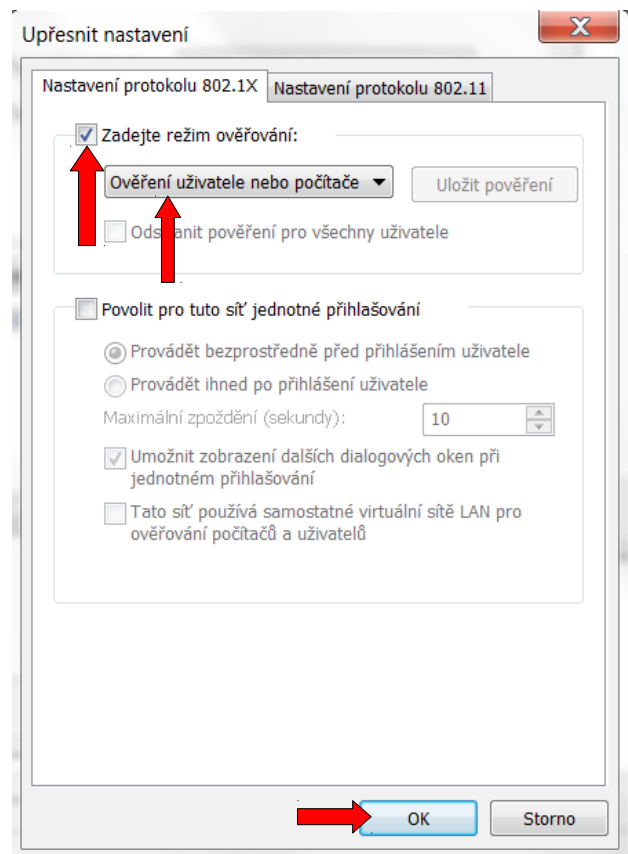 Upřesnit nastavení
Nastavení protokolu 802.1X
Nastavení protokolu 802.11
Zadejte režim ověřování:
Ověření uživatele nebo počítače
Uložit pověření
pověření pro všechny uživatele
Povolit pro tuto síť jednotné přihlašování
Provádět bezprostředně před přihlášením uživatele
Provádět ihned po přihlášení uživatele
Maximální zpoždění (sekundy):
10
Umožnit zobrazení dalších dialogových oken při
jednotném přihlašování
Tato síť používá samostatné virtuální sítě LAN pro
ověřování počítačů a uživatelů
OK
Storno